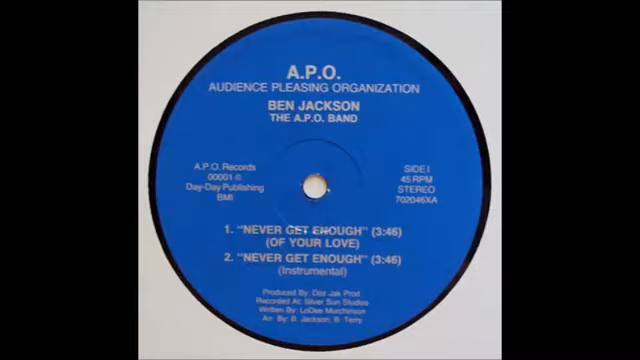 A.P.O.
AUDIENCE PLEASING ORGANIZATION
BEN JACKSON
THE A.P.O. BAND
A.P.O. Records
00001 ©
Day-Day Publishing
BMI
SIDE I
45 RPM
STEREO
702046XA
1. "NEVER GET ENOUGH" (3:46)
(OF YOUR LOVE)
2. "NEVER GET ENOUGH" (3:46)
(Instrumental)
Produced By: Dee Jak Prod
Recorded At: Silver Sun Studios
Written By: LoDee Murchinson
Arr. By: B. Jackson, B. Terry